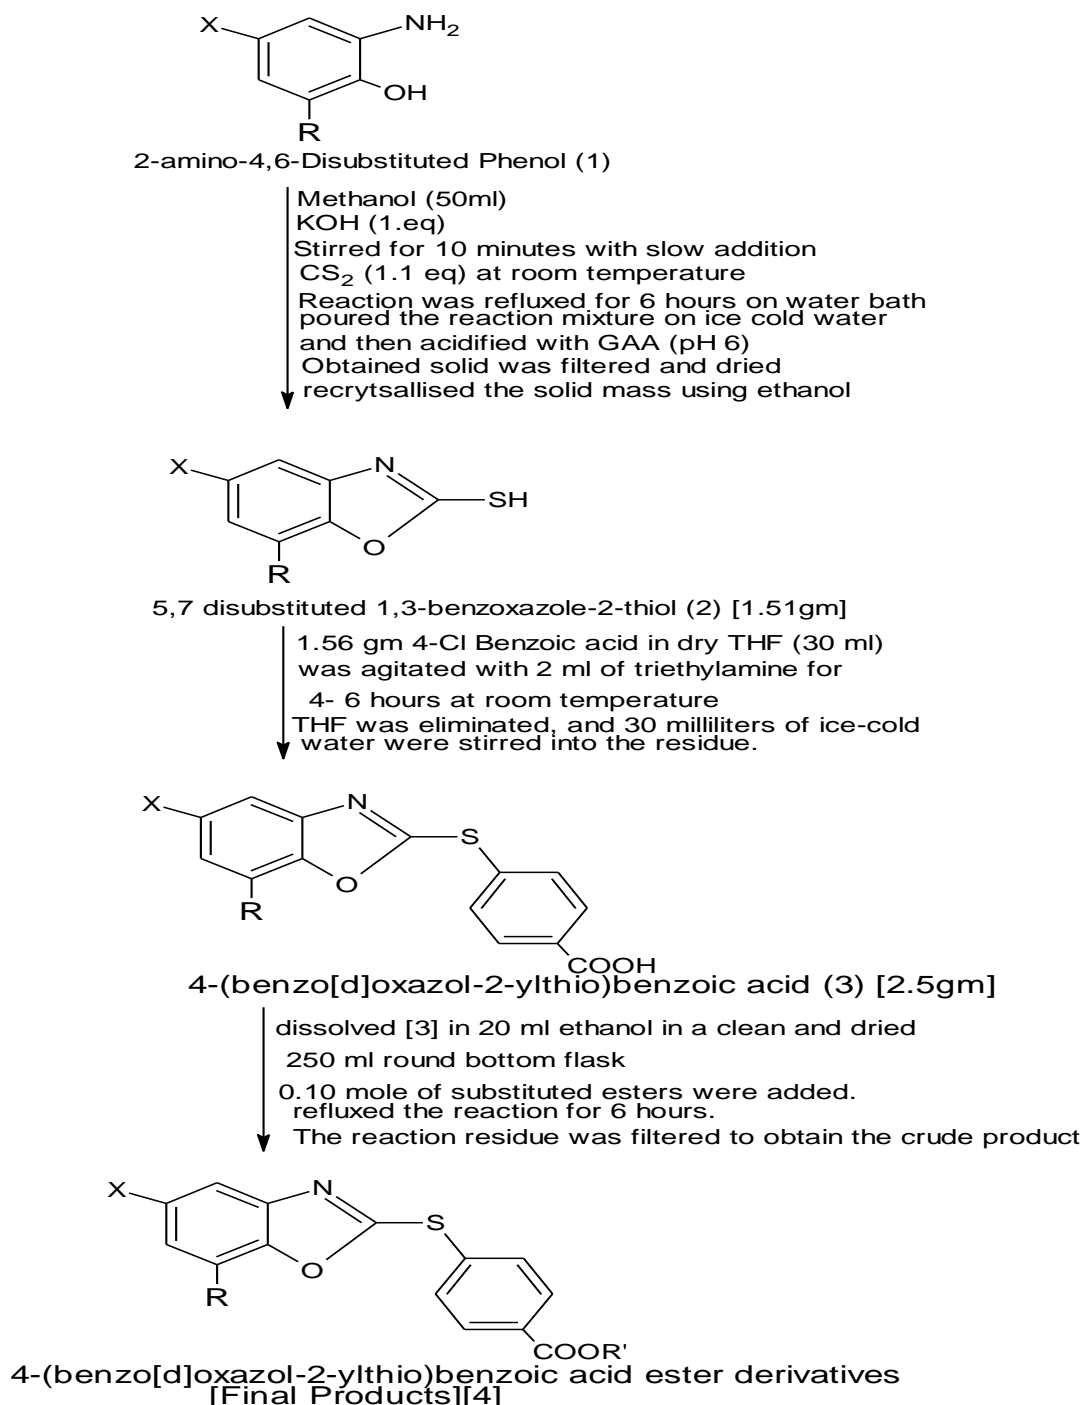 X
NH2
OH
R
2-amino-4,6-Disubstituted Phenol (1)
Methanol (50ml)
KOH (1.eq)
Stirred for 10 minutes with slow addition
CS2 (1.1 eq) at room temperature
Reaction was refluxed for 6 hours on water bath
poured the reaction mixture on ice cold water
and then acidified with GAA (pH 6)
Obtained solid was filtered and dried
recrytsallised the solid mass using ethanol
X
N
SH
O
R
5,7 disubstituted 1,3-benzoxazole-2-thiol (2) [1.51gm]
1.56 gm 4-Cl Benzoic acid in dry THF (30 ml)
was agitated with 2 ml of triethylamine for
4- 6 hours at room temperature
THF was eliminated, and 30 milliliters of ice-cold
water were stirred into the residue.
X
N
S
O
R
COOH
4-(benzo[d]oxazol-2-ylthio)benzoic acid (3) [2.5gm]
dissolved [3] in 20 ml ethanol in a clean and dried
250 ml round bottom flask
0.10 mole of substituted esters were added.
refluxed the reaction for 6 hours.
The reaction residue was filtered to obtain the crude product
X
N
S
O
R
COOR'
4-(benzo[d]oxazol-2-ylthio)benzoic acid ester derivatives
[Final Products][4]